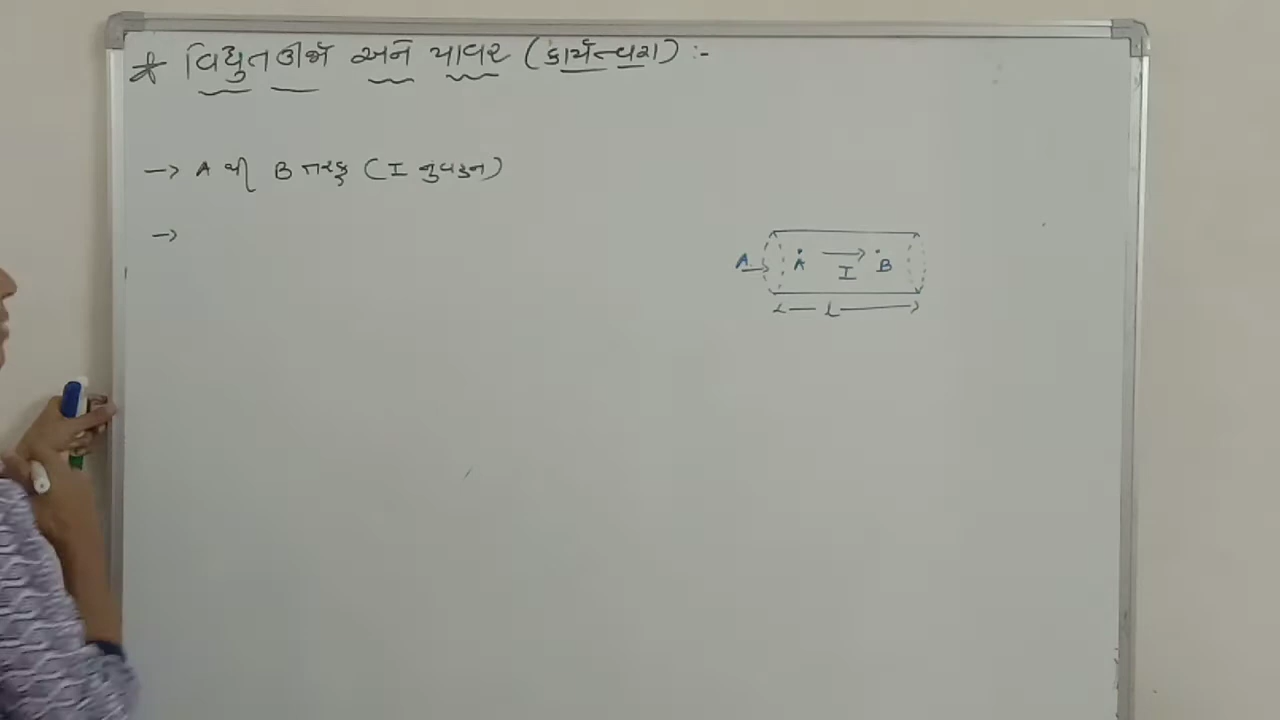 * વિદ્યુતઊર્જા અને પાવર (કાર્યત્વરા) :-
→ A થી B તરફ (I નુંવહન)
→
A → A → B
I
l